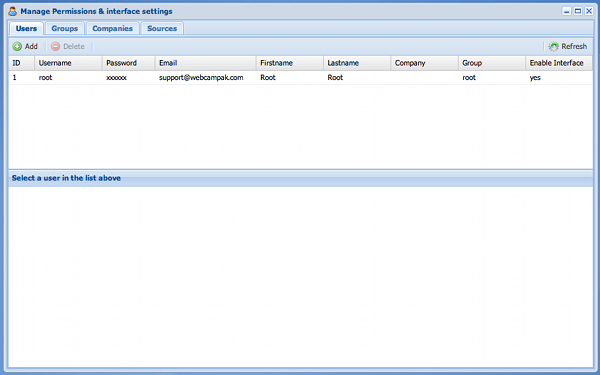 Manage Permissions & interface settings
Users Groups Companies Sources
Add Delete Refresh
ID Username Password Email Firstname Lastname Company Group Enable Interface
1 root xxxxxx support@webcampak.com Root Root root yes
Select a user in the list above